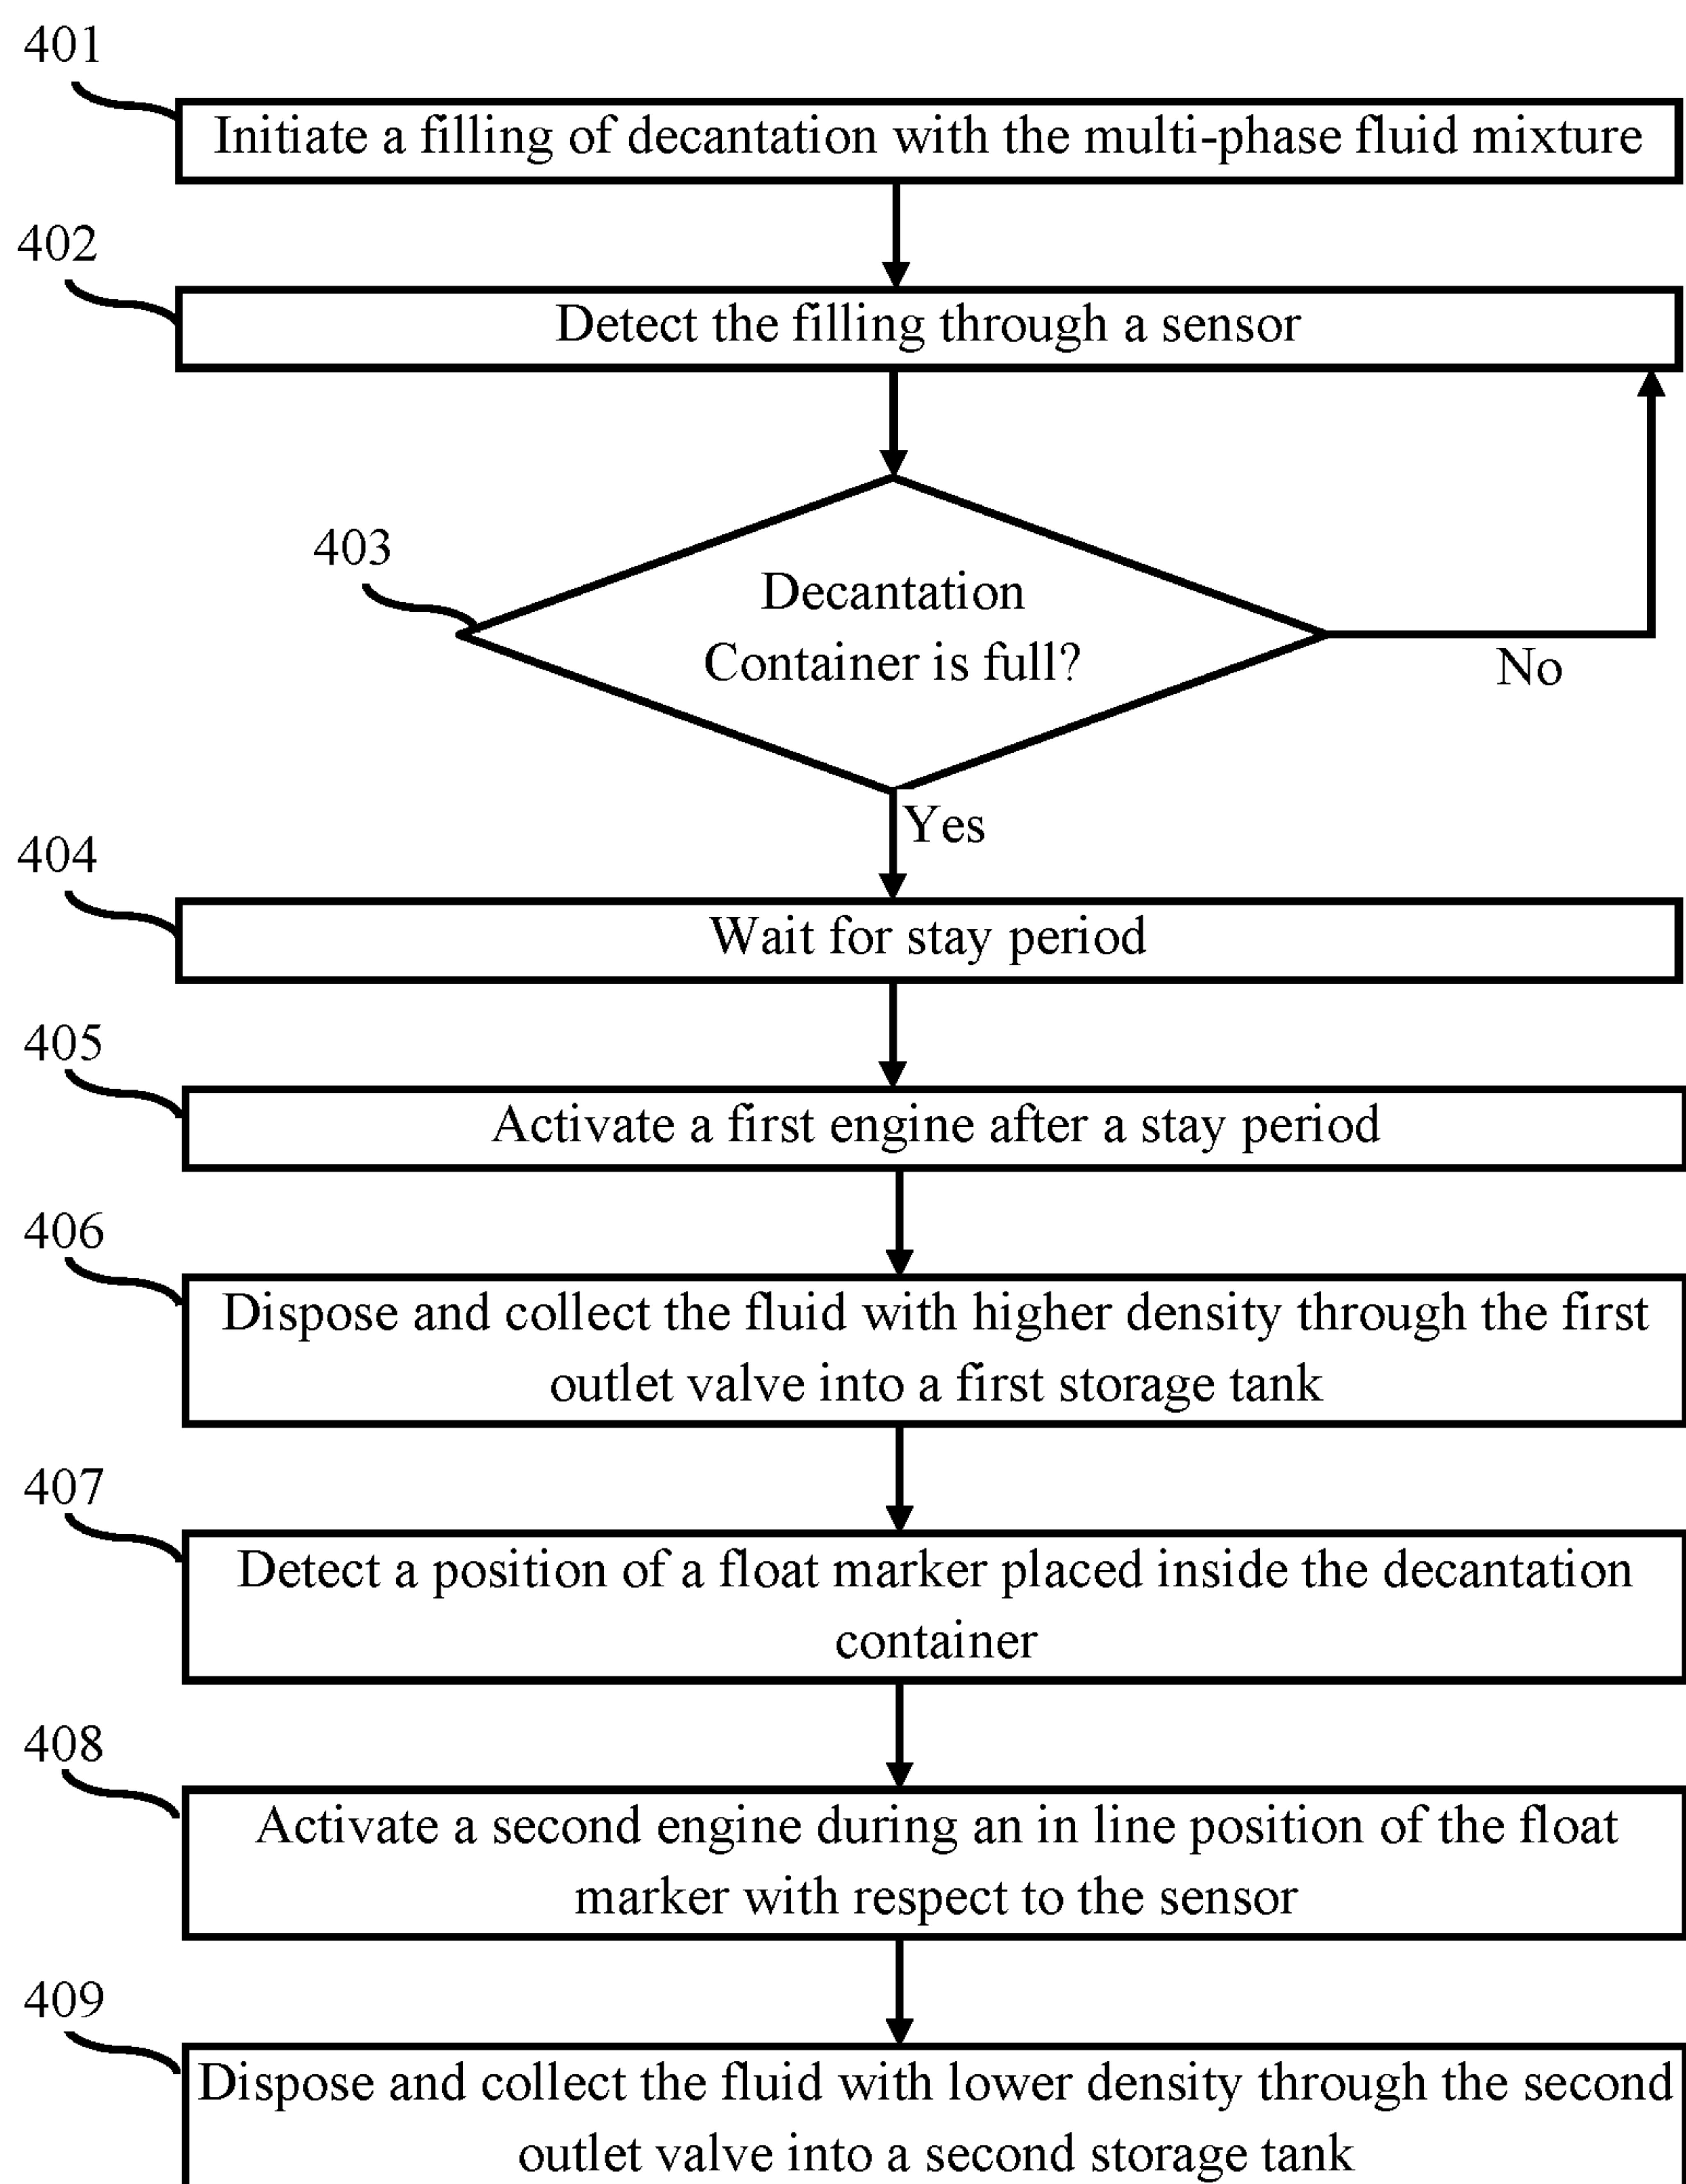 401
Initiate a filling of decantation with the multi-phase fluid mixture
402
Detect the filling through a sensor
403
Decantation
Container is full?
No
Yes
404
Wait for stay period
405
Activate a first engine after a stay period
406
Dispose and collect the fluid with higher density through the first
outlet valve into a first storage tank
407
Detect a position of a float marker placed inside the decantation
container
408
Activate a second engine during an in line position of the float
marker with respect to the sensor
409
Dispose and collect the fluid with lower density through the second
outlet valve into a second storage tank